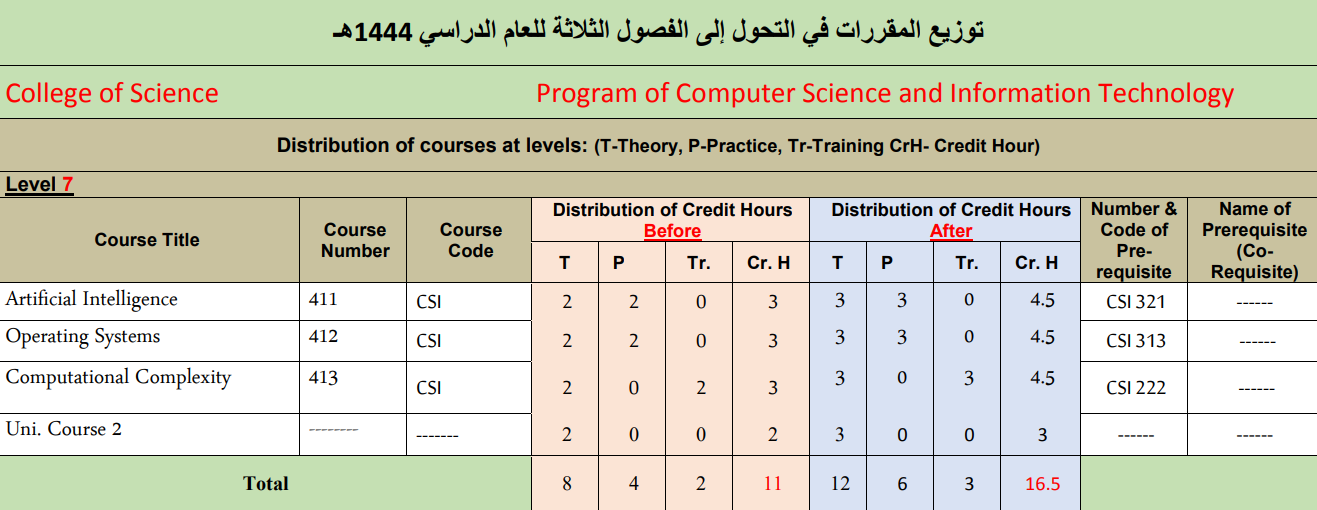 توزيع المقررات في التحول إلى الفصول الثلاثة للعام الدراسي 1444هـ
College of Science Program of Computer Science and Information Technology
Distribution of courses at levels: (T-Theory, P-Practice, Tr-Training CrH- Credit Hour)
Level 7
Course Title
Course
Number
Course
Code
Distribution of Credit Hours
Before
Distribution of Credit Hours
After
Number &
Code of
Pre-
requisite
Name of
Prerequisite
(Co-
Requisite)
T P Tr. Cr. H T P Tr. Cr. H
Artificial Intelligence 411 CSI 2 2 0 3 3 3 0 4.5 CSI 321 ------
Operating Systems 412 CSI 2 2 0 3 3 3 0 4.5 CSI 313 ------
Computational Complexity 413 CSI 2 0 2 3 3 0 3 4.5 CSI 222 ------
Uni. Course 2 -------- ------- 2 0 0 2 3 0 0 3 ------ ------
Total 8 4 2 11 12 6 3 16.5